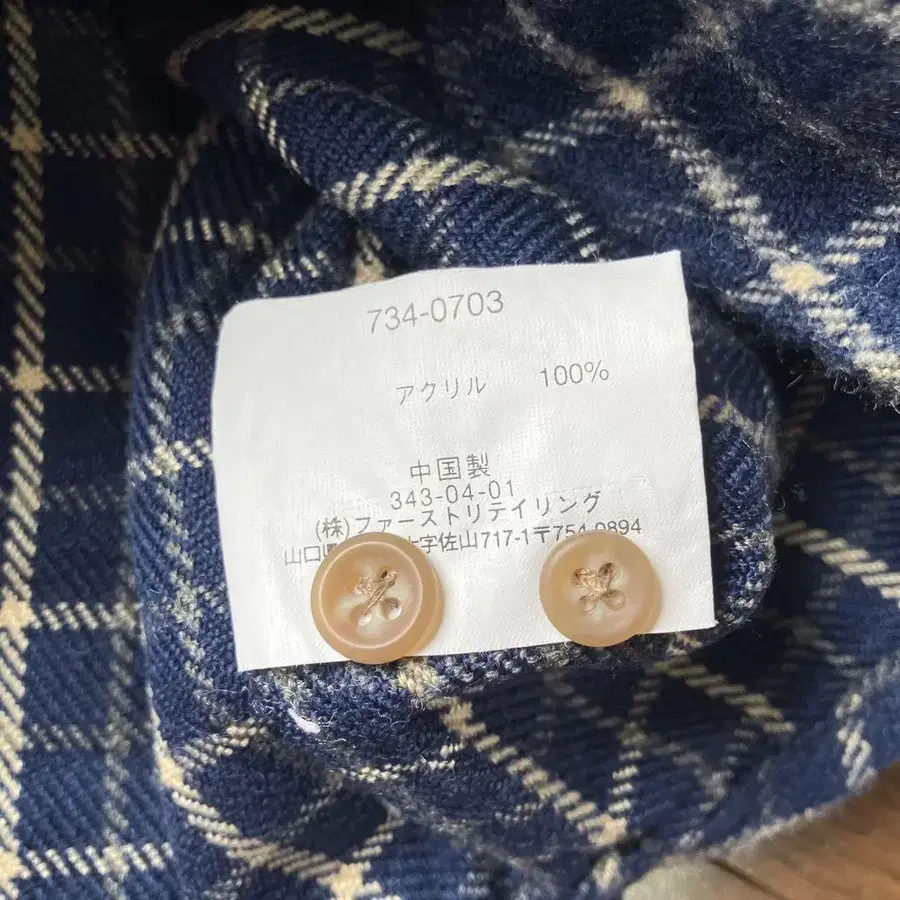 734-0703
アクリル 100%
中国製
343-04-01
(株)ファーストリテイリング
山口 字佐山717-1〒754-0894